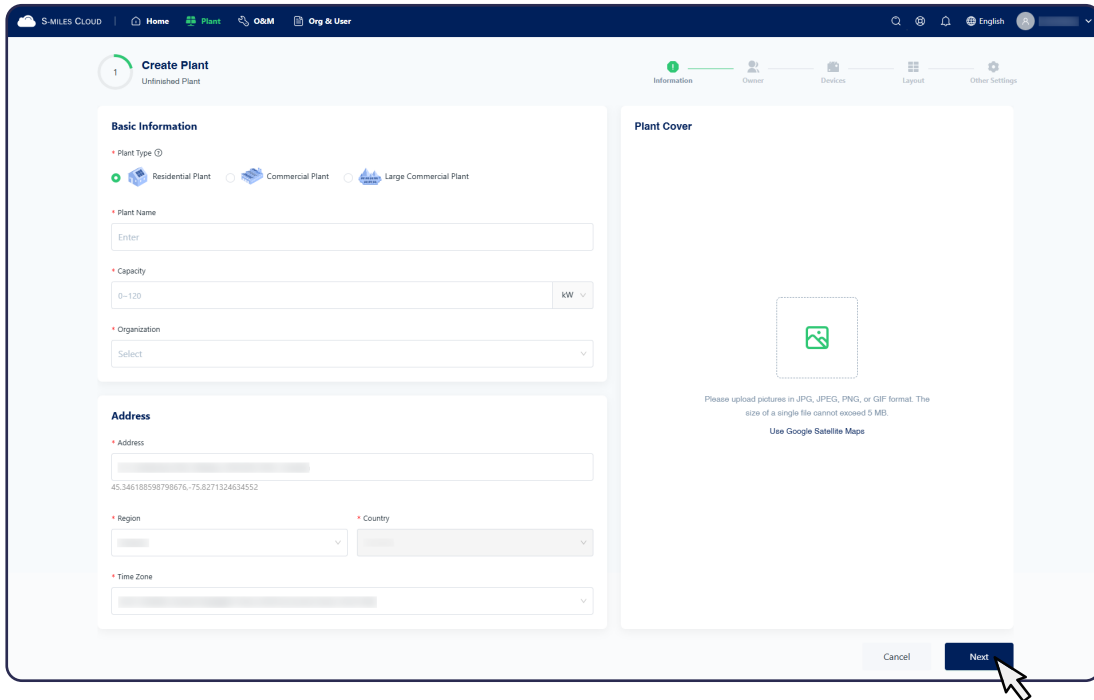 S-MILES CLOUD | Home Plant O&M Org & User English A
1 Create Plant
Unfinished Plant
Information Owner Devices Layout Other Settings
Basic Information
* Plant Type
Residential Plant Commercial Plant Large Commercial Plant
* Plant Name
Enter
* Capacity
0~120 kW
* Organization
Select
Address
* Address
45.346188598798676,-75.8271324634552
* Region * Country
* Time Zone
Plant Cover
Please upload pictures in JPG, JPEG, PNG, or GIF format. The
size of a single file cannot exceed 5 MB.
Use Google Satellite Maps
Cancel Next